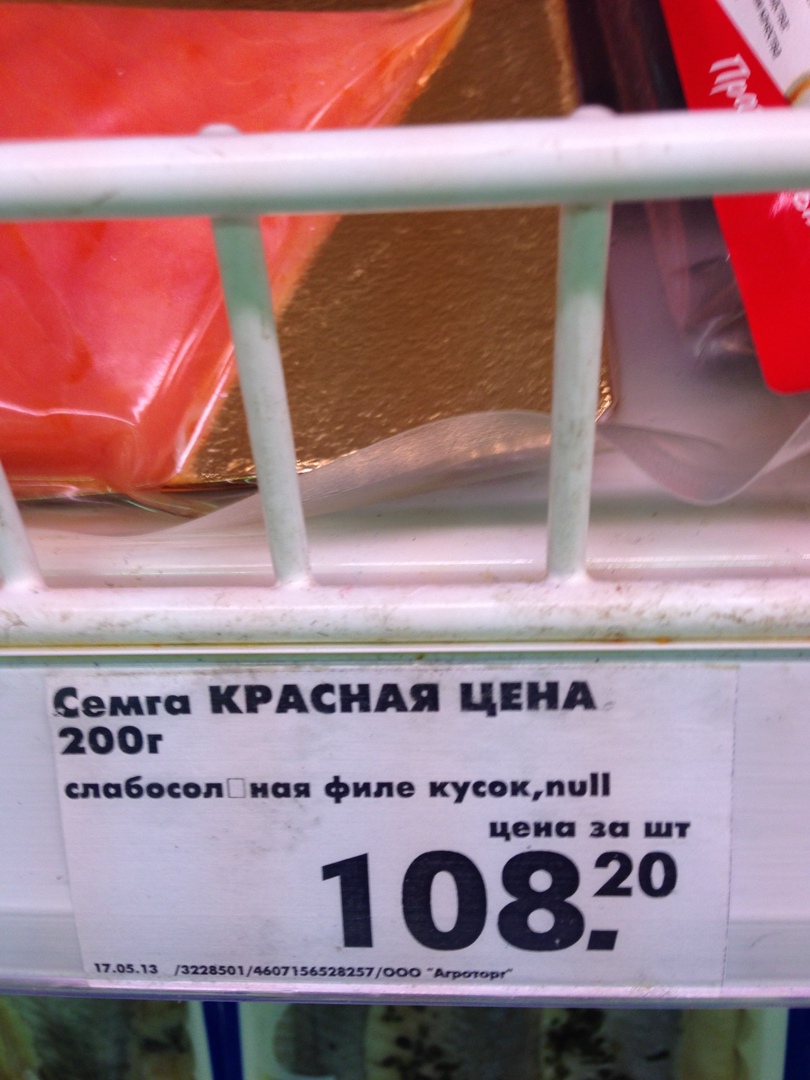 Семга КРАСНАЯ ЦЕНА
200г
слабосол□ная филе кусок,null
цена за шт
108.20
17.05.13 /3228501/4607156528257/ООО "Агроторг"